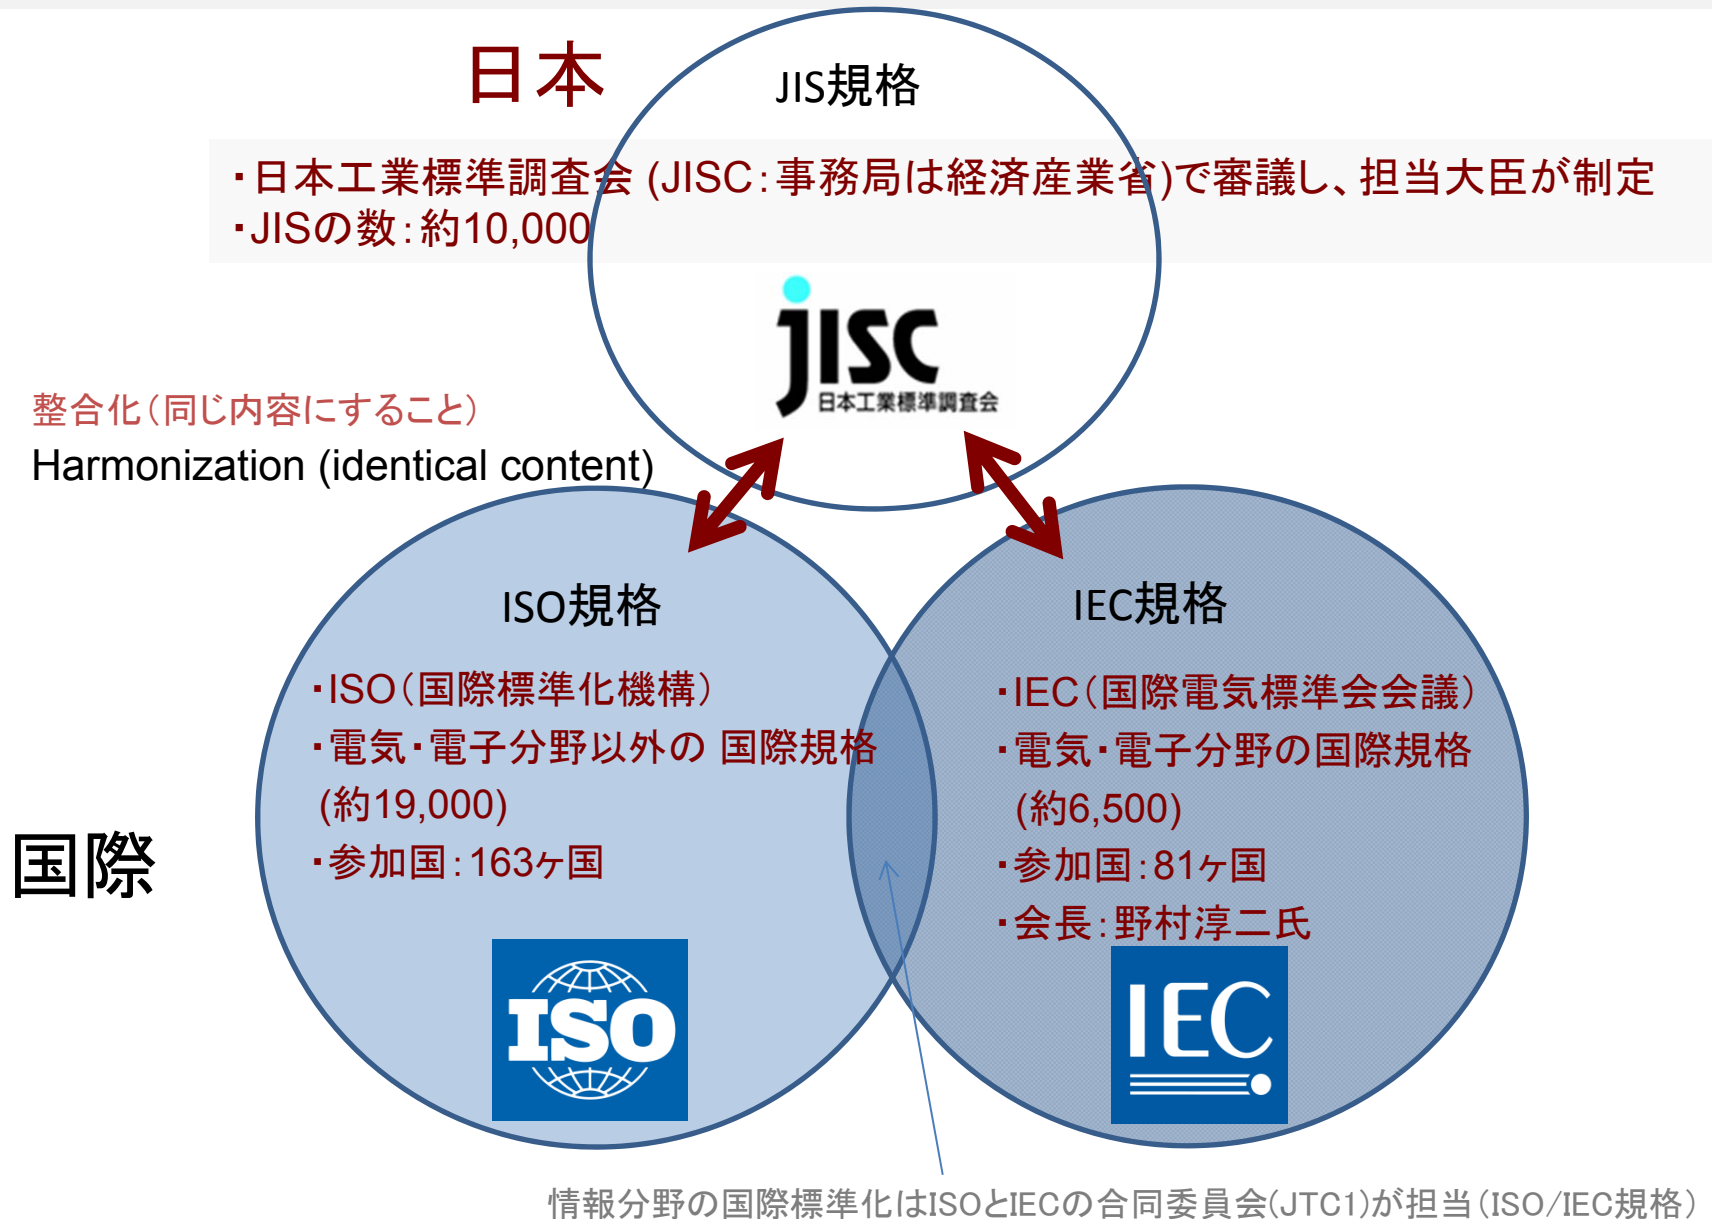 日本
JIS規格
・日本工業標準調査会 (JISC：事務局は経済産業省)で審議し、担当大臣が制定
・JISの数：約10,000
JISC
日本工業標準調査会
整合化（同じ内容にすること）
Harmonization (identical content)
国際
ISO規格
・ISO（国際標準化機構）
・電気・電子分野以外の 国際規格
(約19,000)
・参加国：163ヶ国
ISO
IEC規格
・IEC（国際電気標準会会議）
・電気・電子分野の国際規格
(約6,500)
・参加国：81ヶ国
・会長：野村淳二氏
IEC
情報分野の国際標準化はISOとIECの合同委員会(JTC1)が担当（ISO/IEC規格）